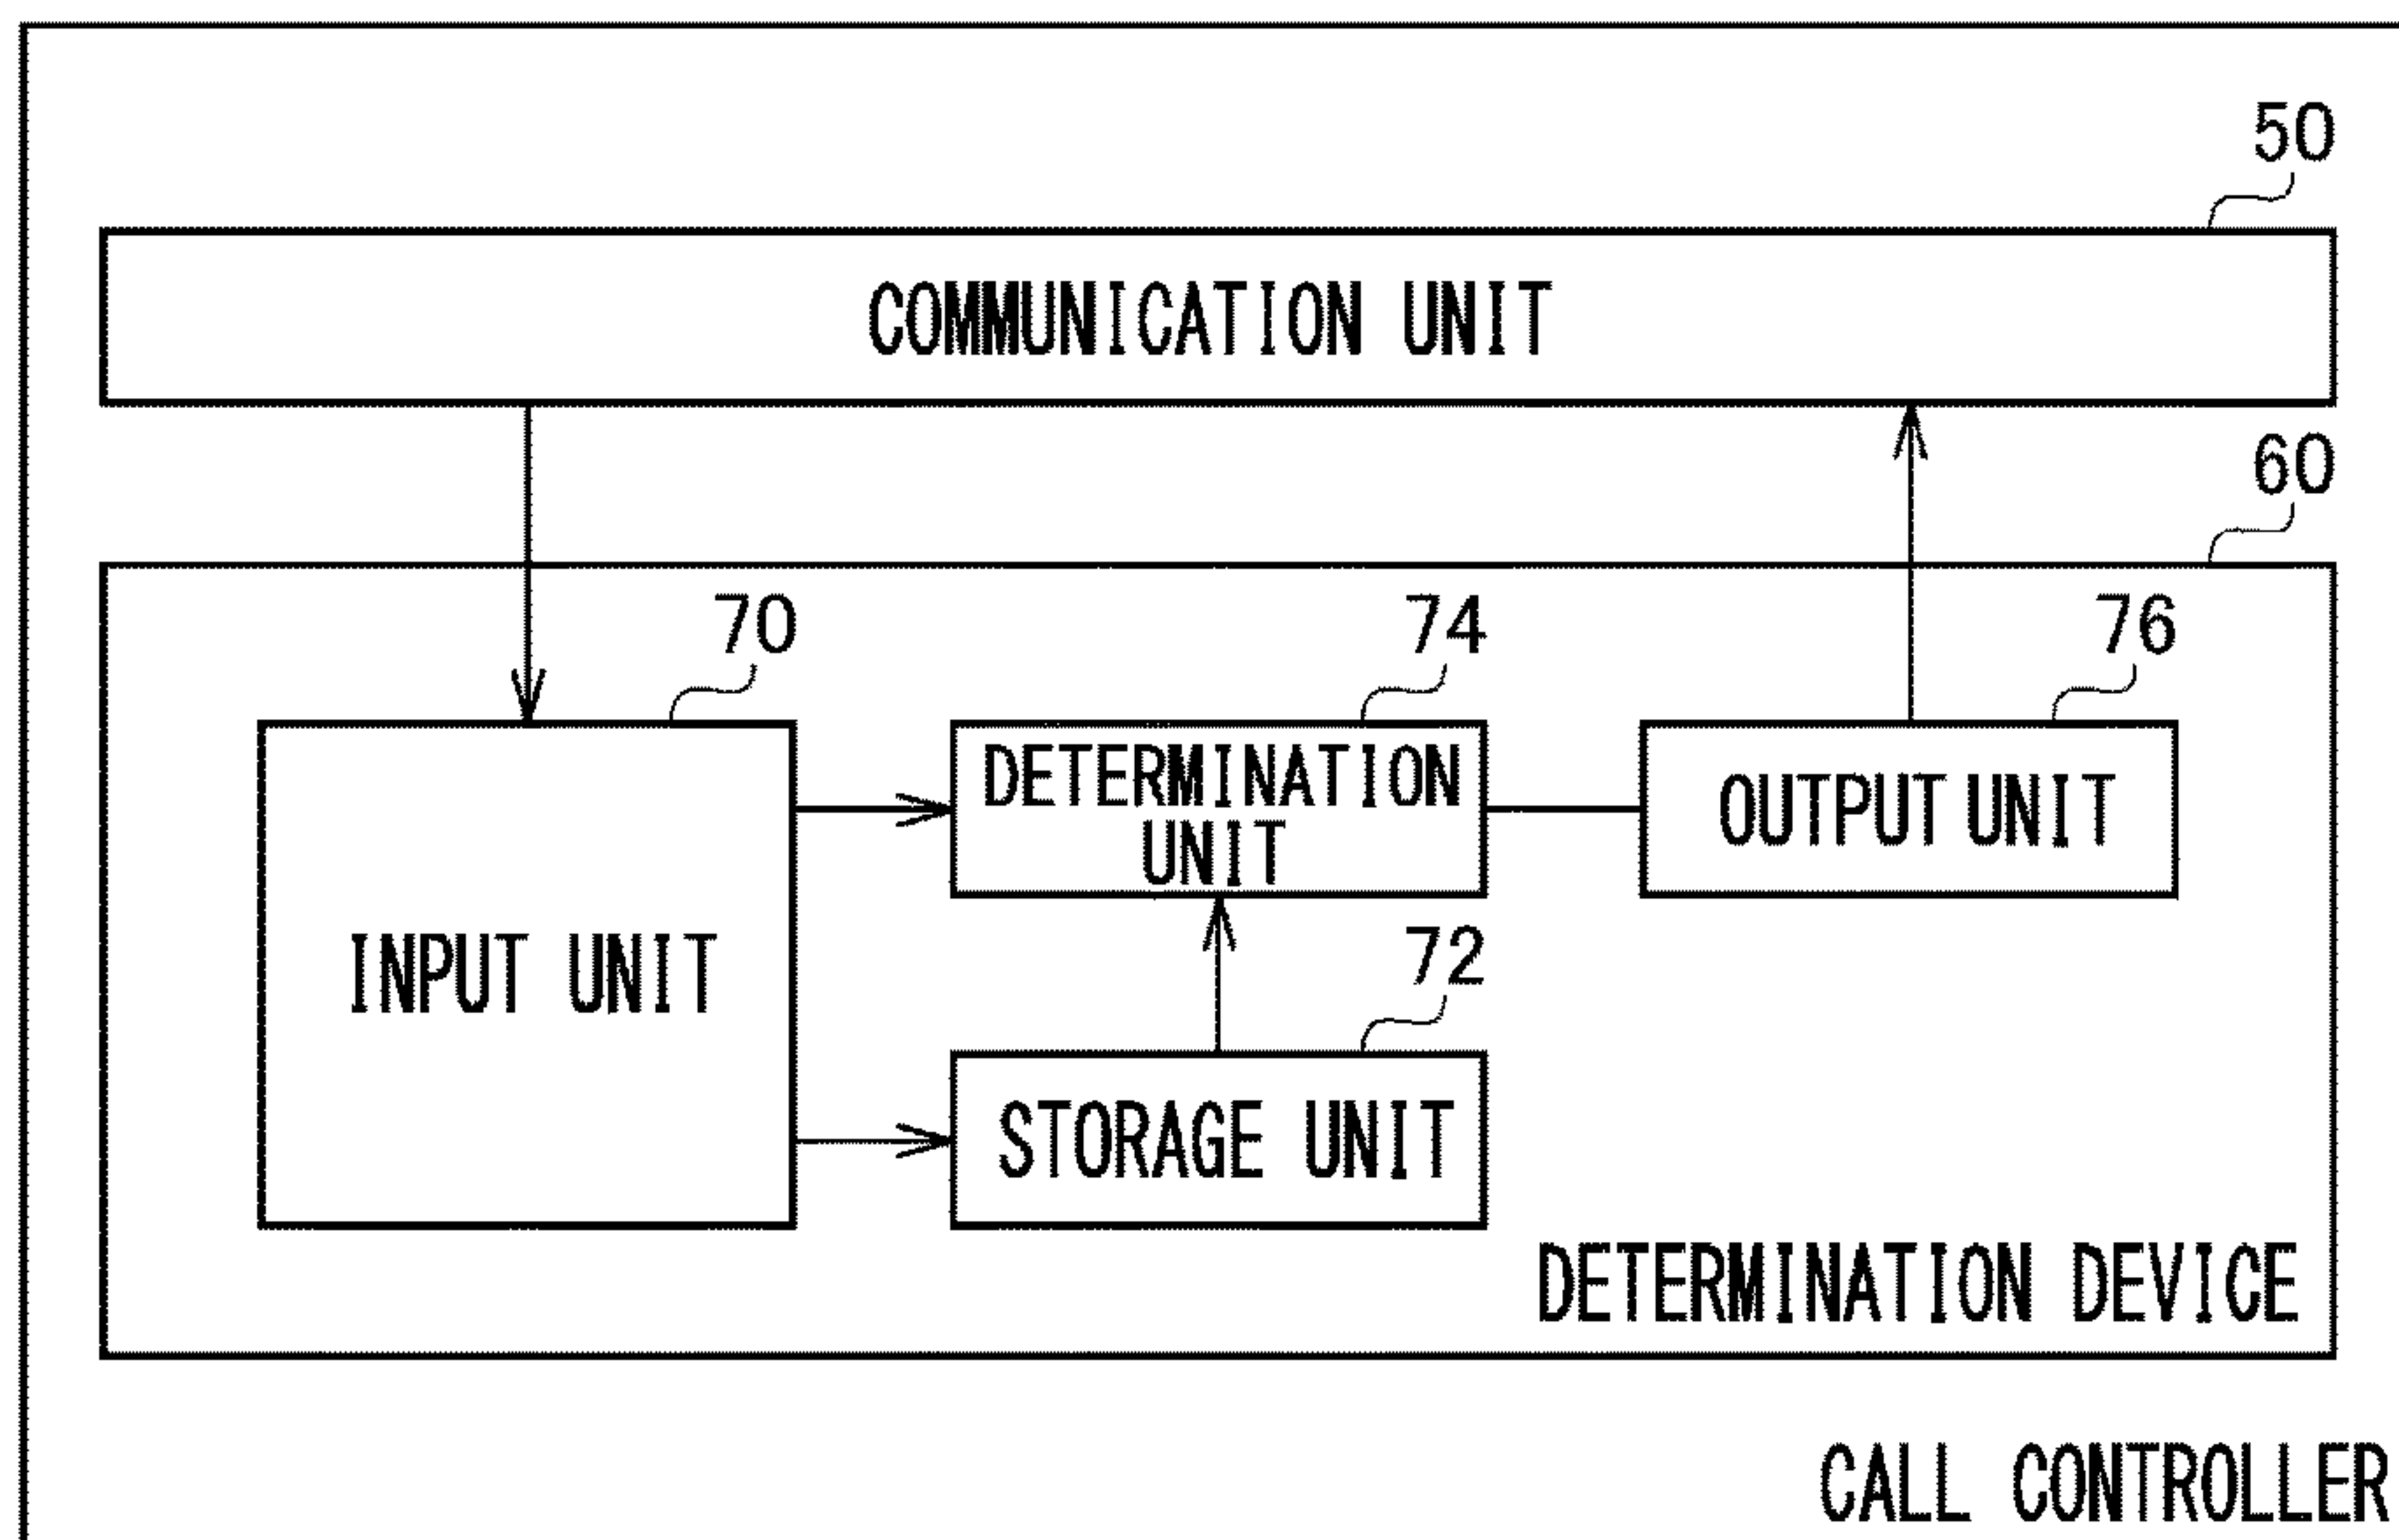 50
COMMUNICATION UNIT
60
70
74
76
DETERMINATION
UNIT
OUTPUT UNIT
INPUT UNIT
72
STORAGE UNIT
DETERMINATION DEVICE
CALL CONTROLLER